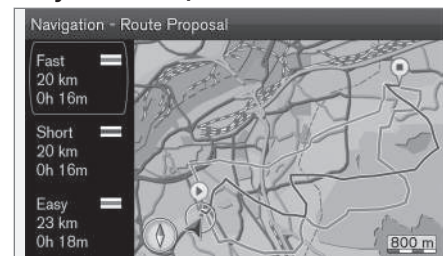 Navigation - Route Proposal
Fast
20 km
0h 16m
Short
20 km
0h 16m
Easy
23 km
0h 18m
800 m